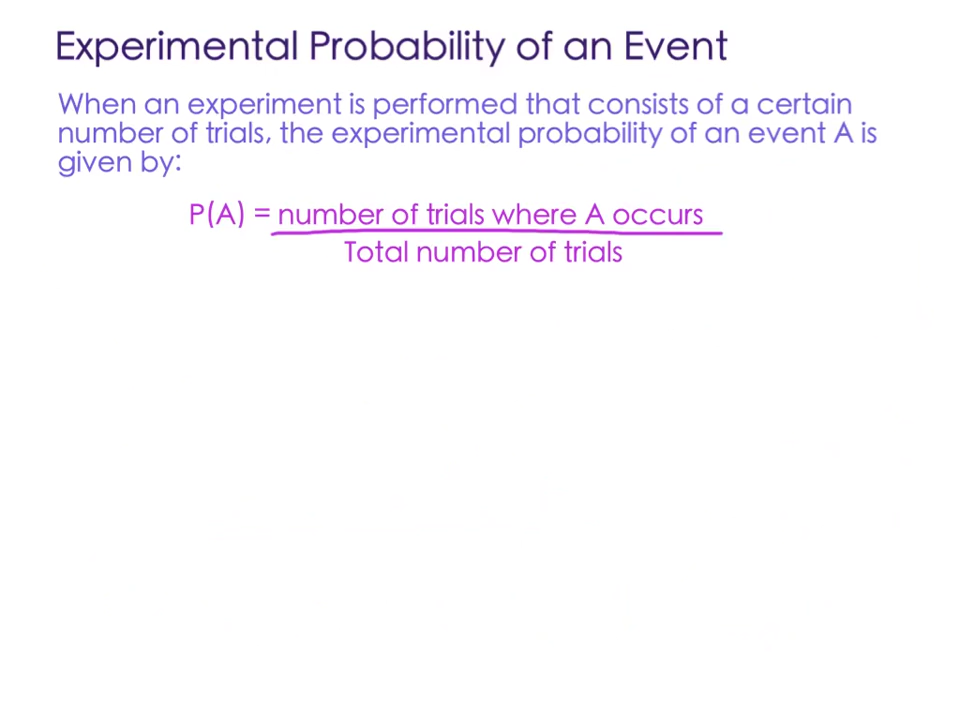 Experimental Probability of an Event
When an experiment is performed that consists of a certain
number of trials, the experimental probability of an event A is
given by:
P(A) = number of trials where A occurs
Total number of trials